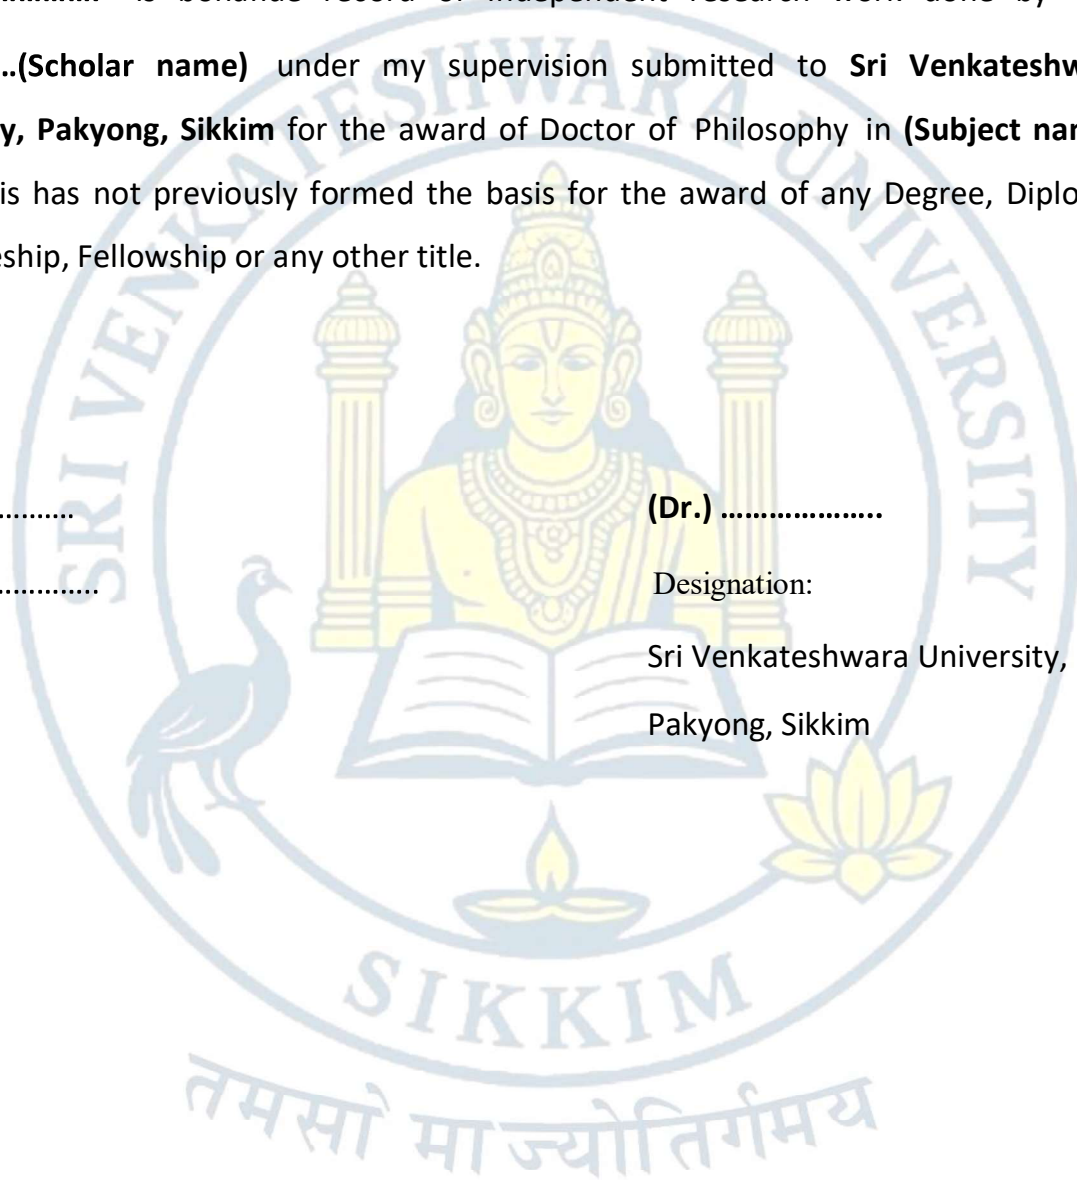 is bonafide record of independent research work done by
…(Scholar name) under my supervision submitted to Sri Venkateshw
y, Pakyong, Sikkim for the award of Doctor of Philosophy in (Subject nar
is has not previously formed the basis for the award of any Degree, Diplo
eship, Fellowship or any other title.
……….. (Dr.) ………………..
…………… Designation:
Sri Venkateshwara University,
Pakyong, Sikkim
SRI VENKATESHWARA UNIVERSITY
SIKKIM
तमसो मा ज्योतिर्गमय